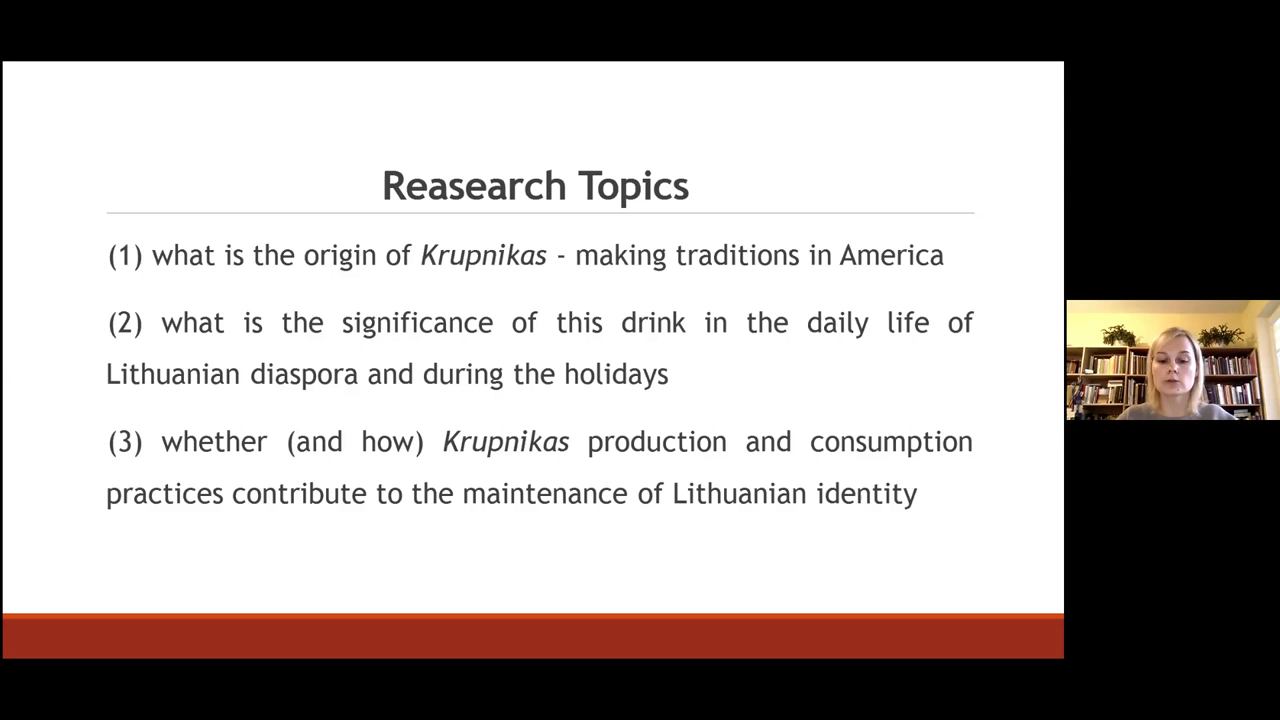 Reasearch Topics
(1) what is the origin of Krupnikas - making traditions in America
(2) what is the significance of this drink in the daily life of
Lithuanian diaspora and during the holidays
(3) whether (and how) Krupnikas production and consumption
practices contribute to the maintenance of Lithuanian identity